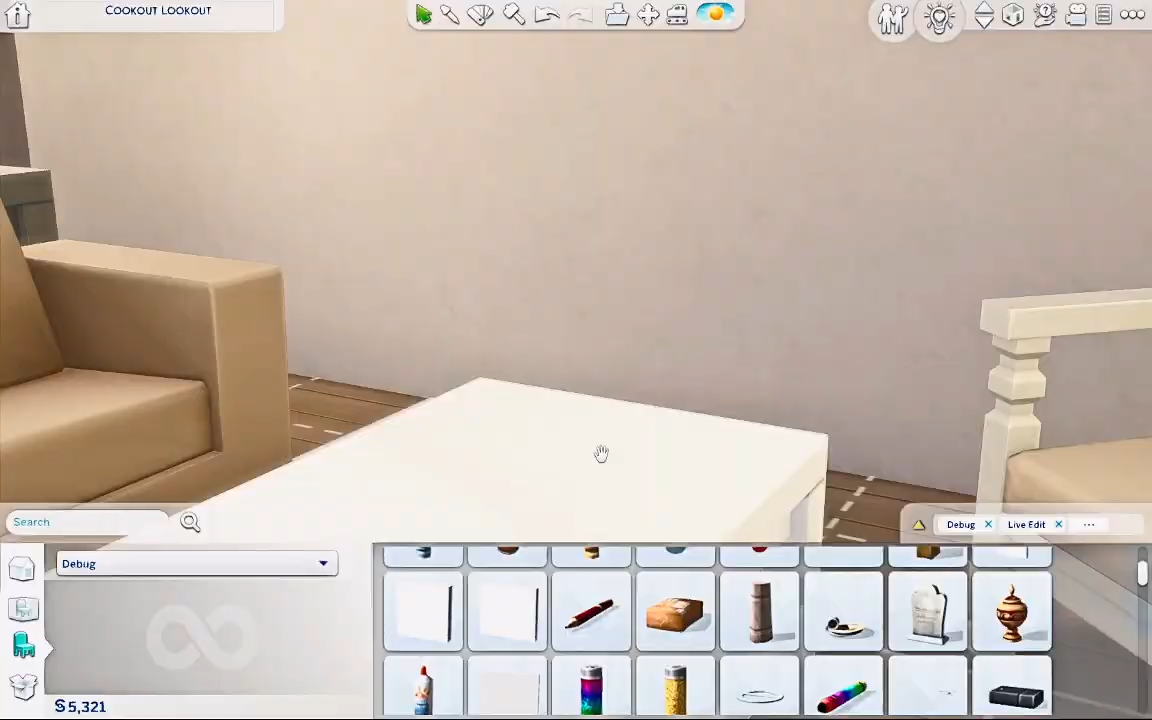 COOKOUT LOOKOUT
Search
Debug
Live Edit
...
Debug
§5,321